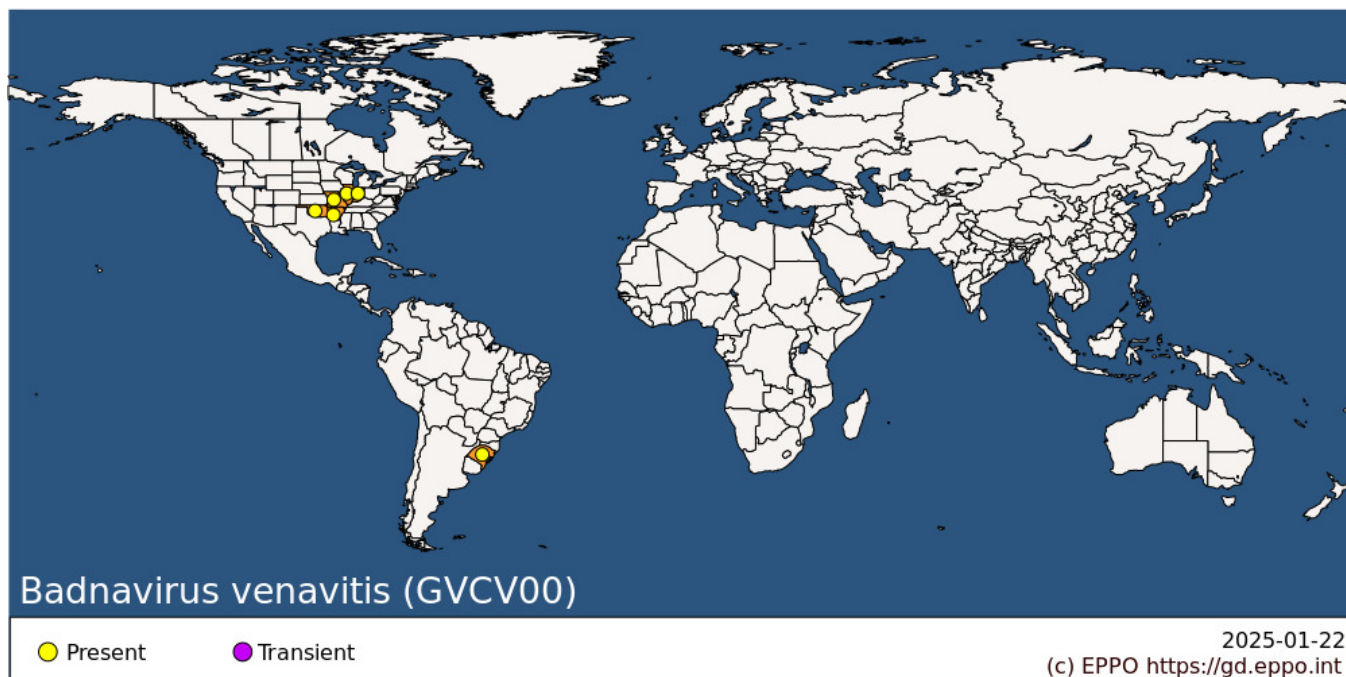 Badnavirus venavitis (GVCV00)
Present
Transient
2025-01-22
(c) EPPO https://gd.eppo.int